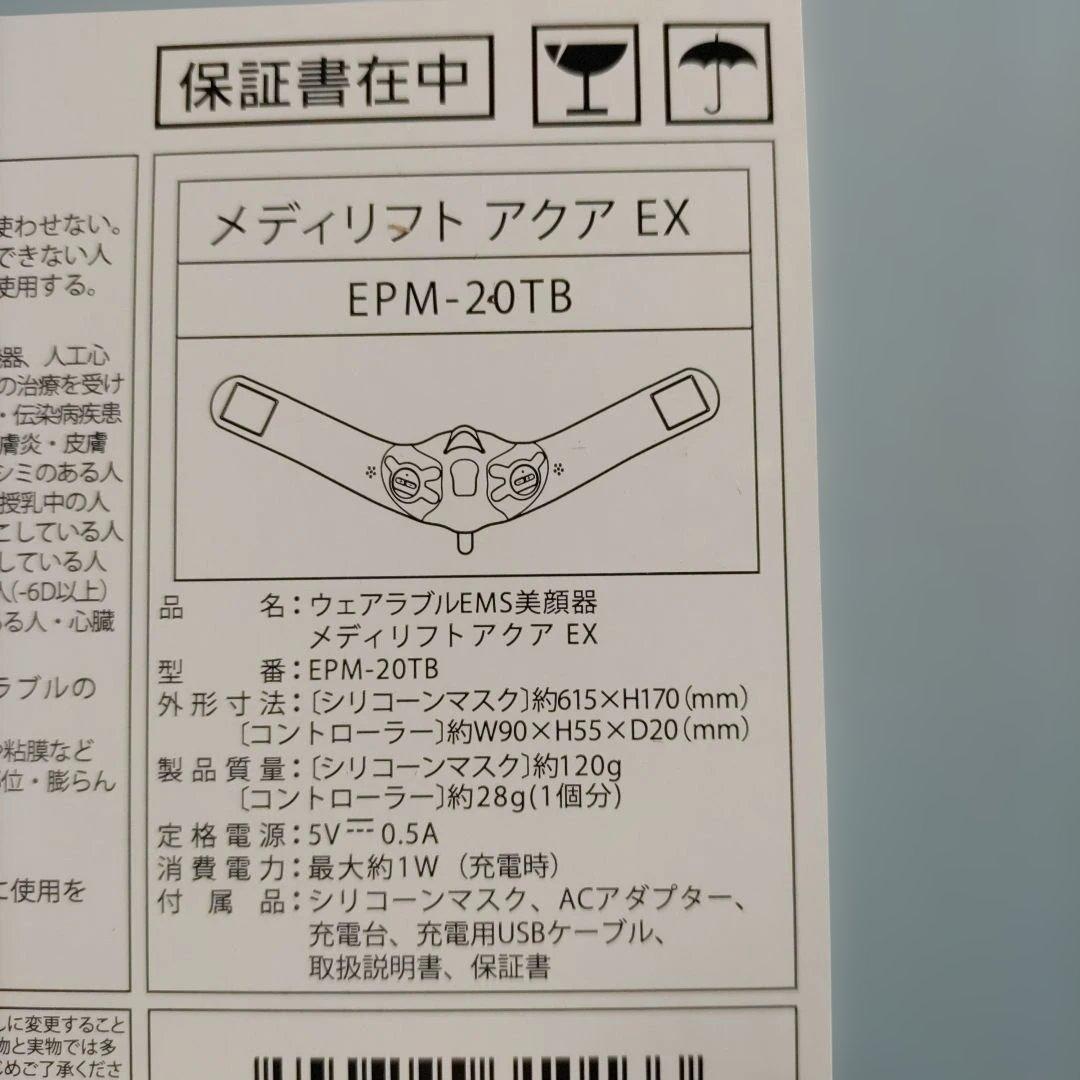 保証書在中
使わせない。
できない人
使用する。
器、人工心
の治療を受け
・伝染病疾患
膚炎・皮膚
シミのある人
授乳中の人
こしている人
している人
人(-6D以上)
る人・心臓
ラブルの
粘膜など
位・膨らん
に使用を
しに変更すること
物と実物では多
じめご了承くださ
メディリフト アクア EX
EPM-20TB
品名：ウェアラブルEMS美顔器
メディリフト アクア EX
型番：EPM-20TB
外形寸法：〔シリコーンマスク〕約615×H170（mm）
〔コントローラー〕約W90×H55×D20（mm）
製品質量：〔シリコーンマスク〕約120g
〔コントローラー〕約28g(1個分)
定格電源：5V⎓0.5A
消費電力：最大約1W（充電時）
付属品：シリコーンマスク、ACアダプター、
充電台、充電用USBケーブル、
取扱説明書、保証書